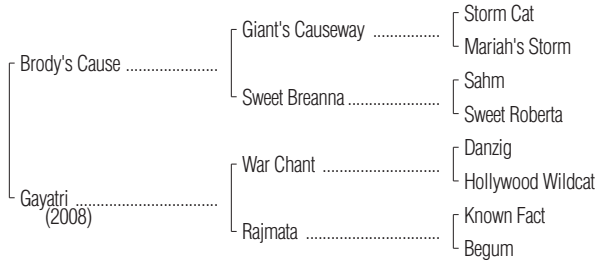 Storm Cat
Giant's Causeway ..................
Mariah's Storm
Brody's Cause .......................
Sahm
Sweet Breanna .......................
Sweet Roberta
Danzig
War Chant .............................
Hollywood Wildcat
Gayatri ...................................
(2008)
Known Fact
Rajmata .................................
Begum